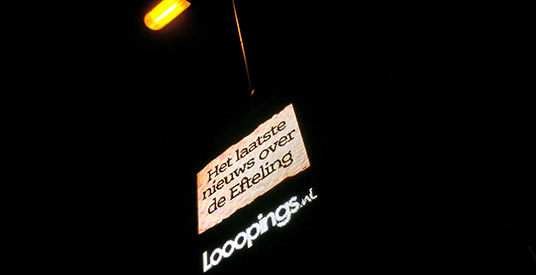 Het laatste
nieuws over
de Efteling
Looopings.nl